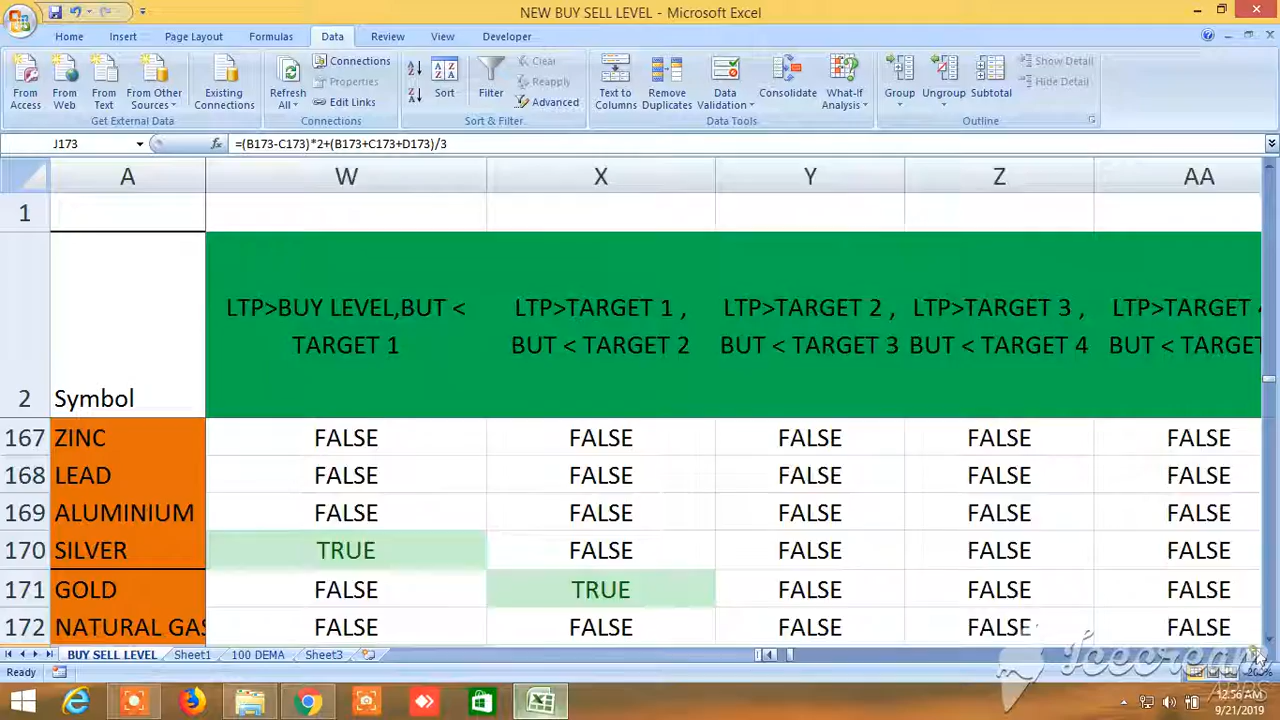 NEW BUY SELL LEVEL - Microsoft Excel
Home Insert Page Layout Formulas Data Review View Developer
From Access
From Web
From Text
From Other Sources
Existing Connections
Get External Data
Refresh All
Connections
Properties
Edit Links
Connections
Sort
Filter
Clear
Reapply
Advanced
Sort & Filter
Text to Columns
Remove Duplicates
Data Validation
Consolidate
What-If Analysis
Data Tools
Group
Ungroup
Subtotal
Show Detail
Hide Detail
Outline
J173 fx =(B173-C173)*2+(B173+C173+D173)/3
A W X Y Z AA
1
2 Symbol
LTP>BUY LEVEL,BUT <
TARGET 1
LTP>TARGET 1 ,
BUT < TARGET 2
LTP>TARGET 2 ,
BUT < TARGET 3
LTP>TARGET 3 ,
BUT < TARGET 4
LTP>TARGET
BUT < TARGET
167 ZINC FALSE FALSE FALSE FALSE FALSE
168 LEAD FALSE FALSE FALSE FALSE FALSE
169 ALUMINIUM FALSE FALSE FALSE FALSE FALSE
170 SILVER TRUE FALSE FALSE FALSE FALSE
171 GOLD FALSE TRUE FALSE FALSE FALSE
172 NATURAL GAS FALSE FALSE FALSE FALSE FALSE
BUY SELL LEVEL Sheet1 100 DEMA Sheet3
Ready
Icecream
APPS
12:56 AM
9/21/2019